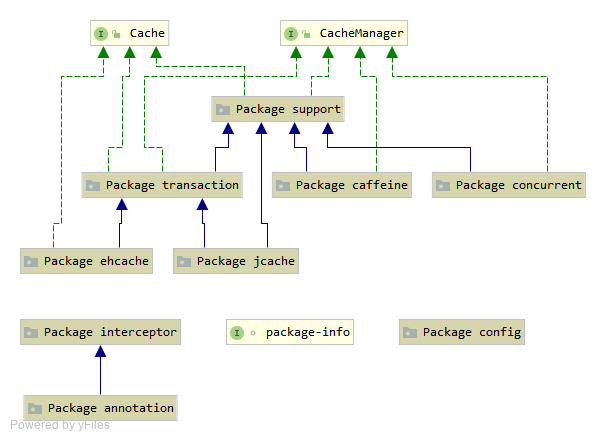 Cache
CacheManager
Package support
Package transaction
Package caffeine
Package concurrent
Package ehcache
Package jcache
Package interceptor
package-info
Package config
Package annotation
Powered by yFiles